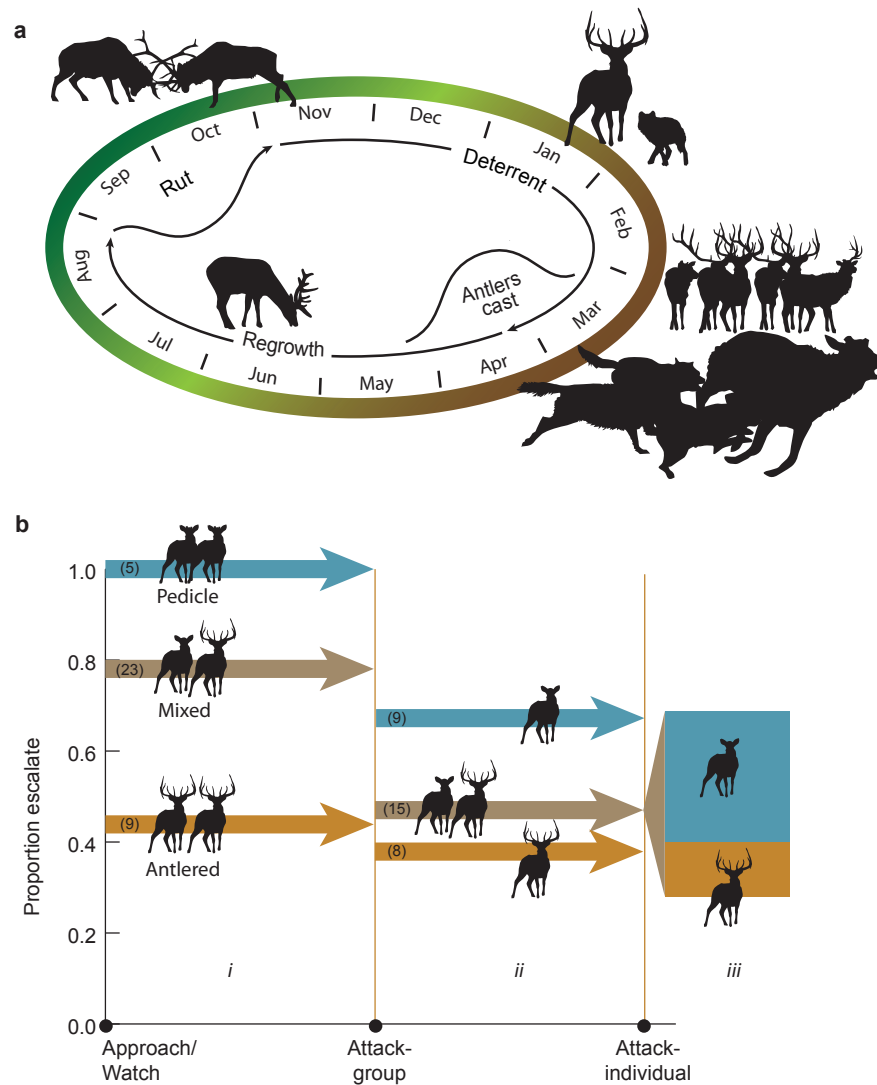 a
Nov
Dec
Jan
Feb
Mar
Apr
May
Jun
Jul
Aug
Sep
Oct
Rut
Deterrent
Antlers
cast
Regrowth
b
Proportion escalate
1.0
0.8
0.6
0.4
0.2
0.0
(5)
Pedicle
(23)
Mixed
(9)
Antlered
(9)
(15)
(8)
i
ii
iii
Approach/
Watch
Attack-
group
Attack-
individual